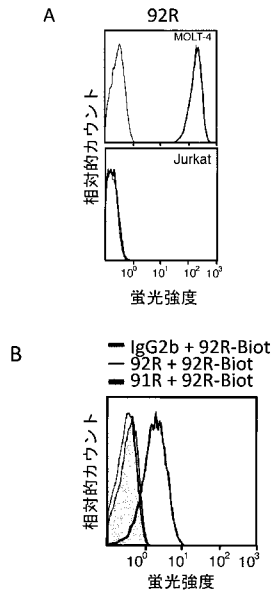 A
92R
MOLT-4
相対的カウント
Jurkat
10⁰ 10¹ 10² 10³
蛍光強度
B
IgG2b + 92R-Biot
92R + 92R-Biot
91R + 92R-Biot
相対的カウント
10⁰ 10¹ 10² 10³
蛍光強度